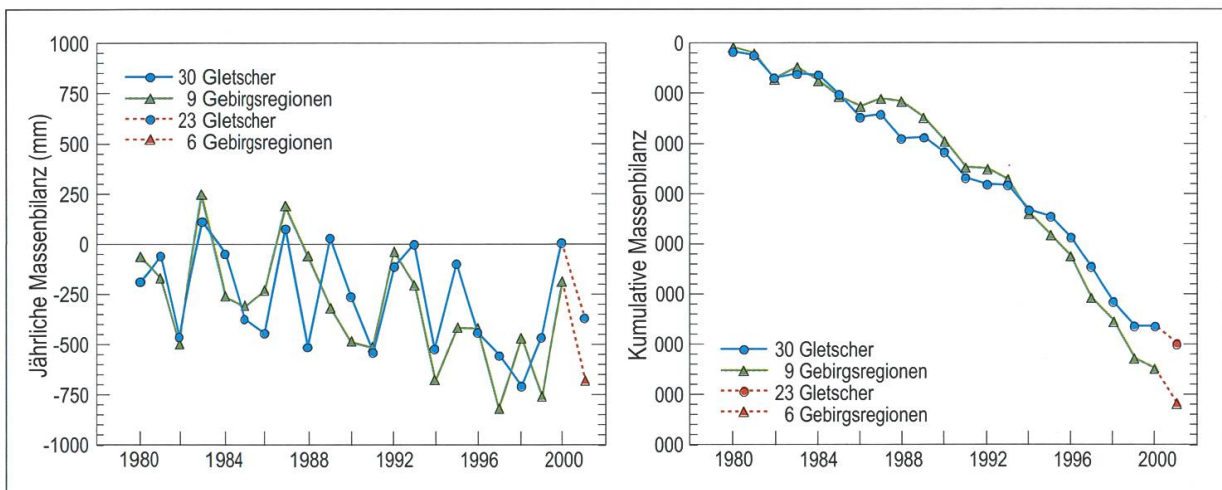 Jährliche Massenbilanz (mm)
1000
750
500
250
0
-250
-500
-750
-1000
30 Gletscher
9 Gebirgsregionen
23 Gletscher
6 Gebirgsregionen
1980 1984 1988 1992 1996 2000
Kumulative Massenbilanz
0
000
000
000
000
000
000
000
000
30 Gletscher
9 Gebirgsregionen
23 Gletscher
6 Gebirgsregionen
1980 1984 1988 1992 1996 2000